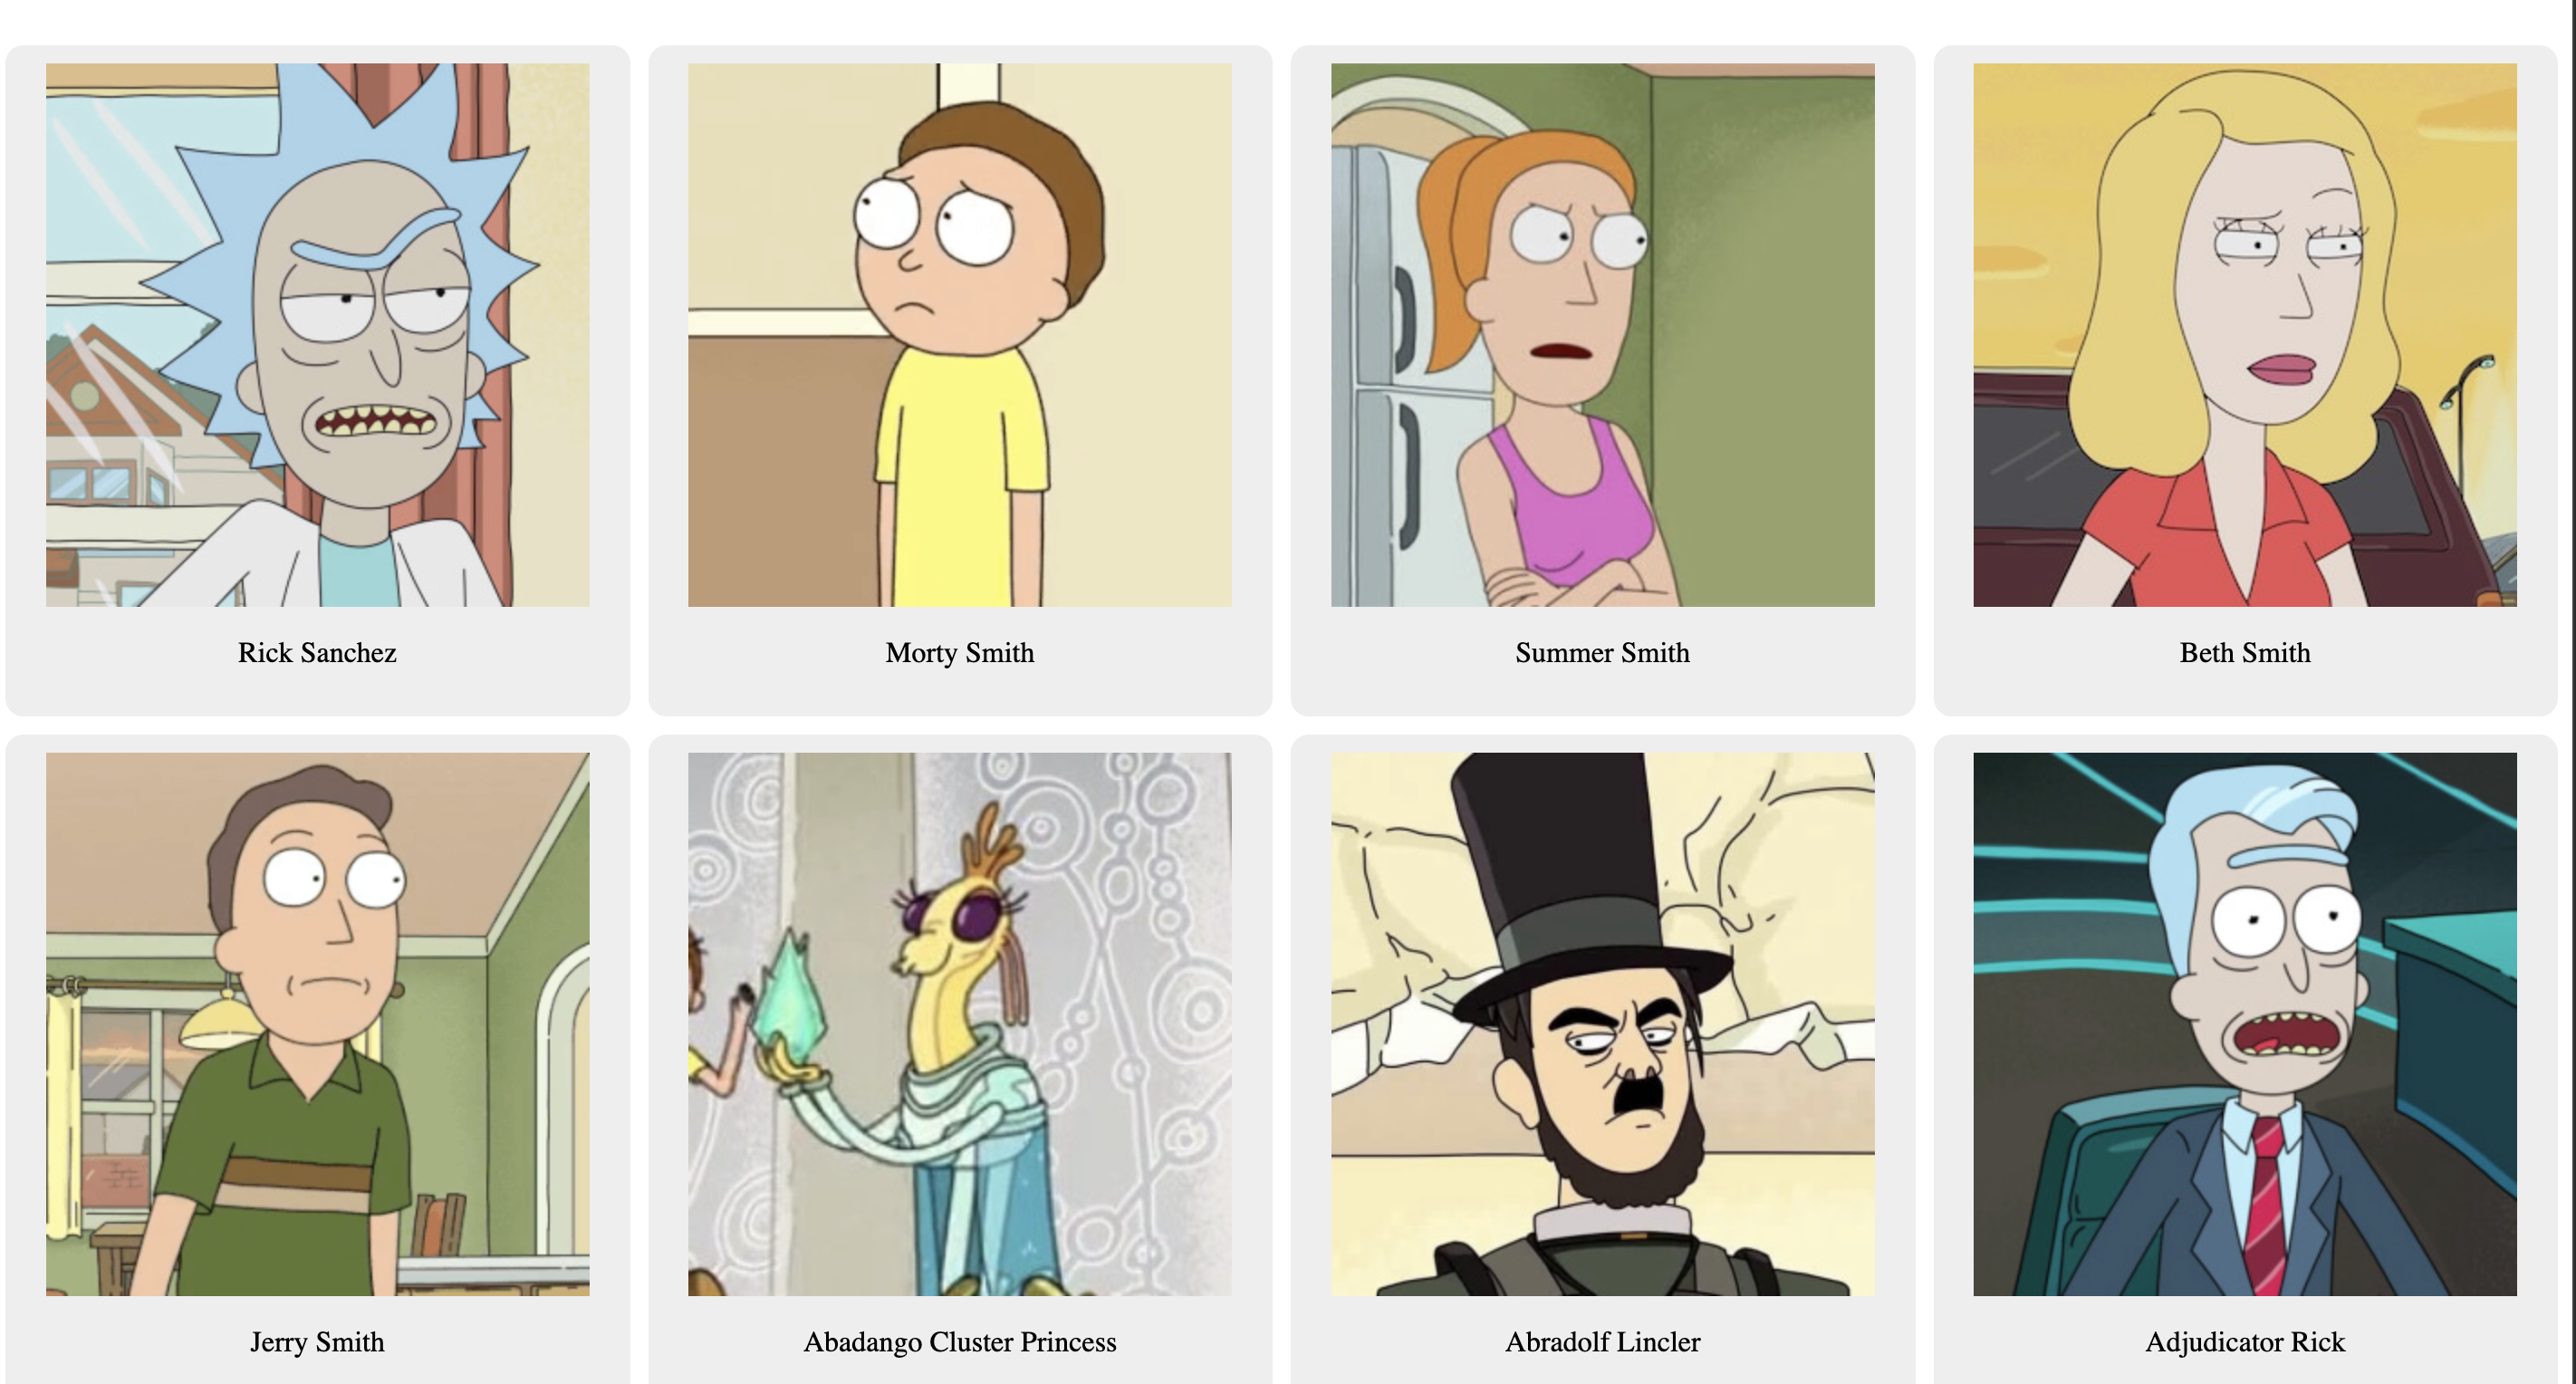 Rick Sanchez
Morty Smith
Summer Smith
Beth Smith
Jerry Smith
Abadango Cluster Princess
Abradolf Lincler
Adjudicator Rick